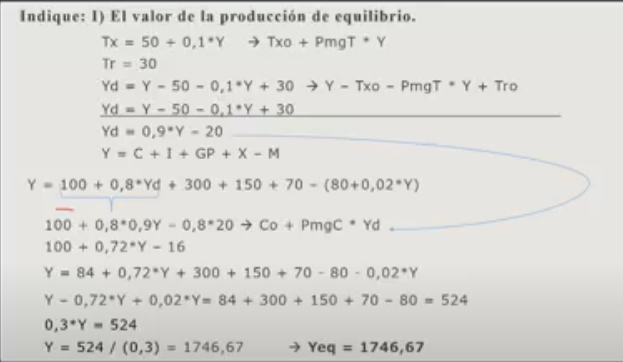 Indique: I) El valor de la producción de equilibrio.
Tx = 50 + 0,1*Y → Txo + PmgT * Y
Tr = 30
Yd = Y - 50 - 0,1*Y + 30 → Y - Txo - PmgT * Y + Tro
Yd = Y - 50 - 0,1*Y + 30
Yd = 0,9*Y - 20
Y = C + I + GP + X - M
Y = 100 + 0,8*Yd + 300 + 150 + 70 - (80+0,02*Y)
100 + 0,8*0,9Y - 0,8*20 → Co + PmgC * Yd
100 + 0,72*Y - 16
Y = 84 + 0,72*Y + 300 + 150 + 70 - 80 - 0,02*Y
Y - 0,72*Y + 0,02*Y= 84 + 300 + 150 + 70 - 80 = 524
0,3*Y = 524
Y = 524 / (0,3) = 1746,67 → Yeq = 1746,67